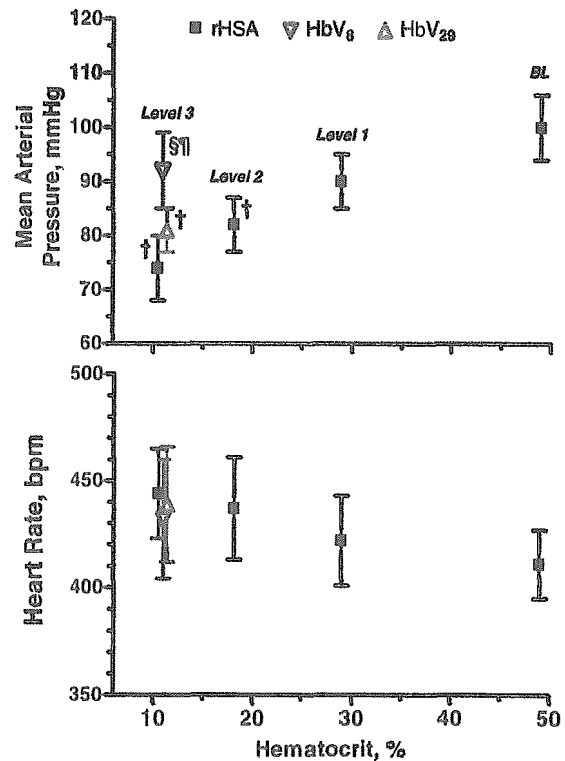 120
■ rHSA ▽ HbV₈ △ HbV₂₉
110
BL
Level 3
100
§¶
Level 1
90
Level 2
†
†
80
†
70
60
Mean Arterial
Pressure, mmHg
500
450
400
350
Heart Rate, bpm
10 20 30 40 50
Hematocrit, %